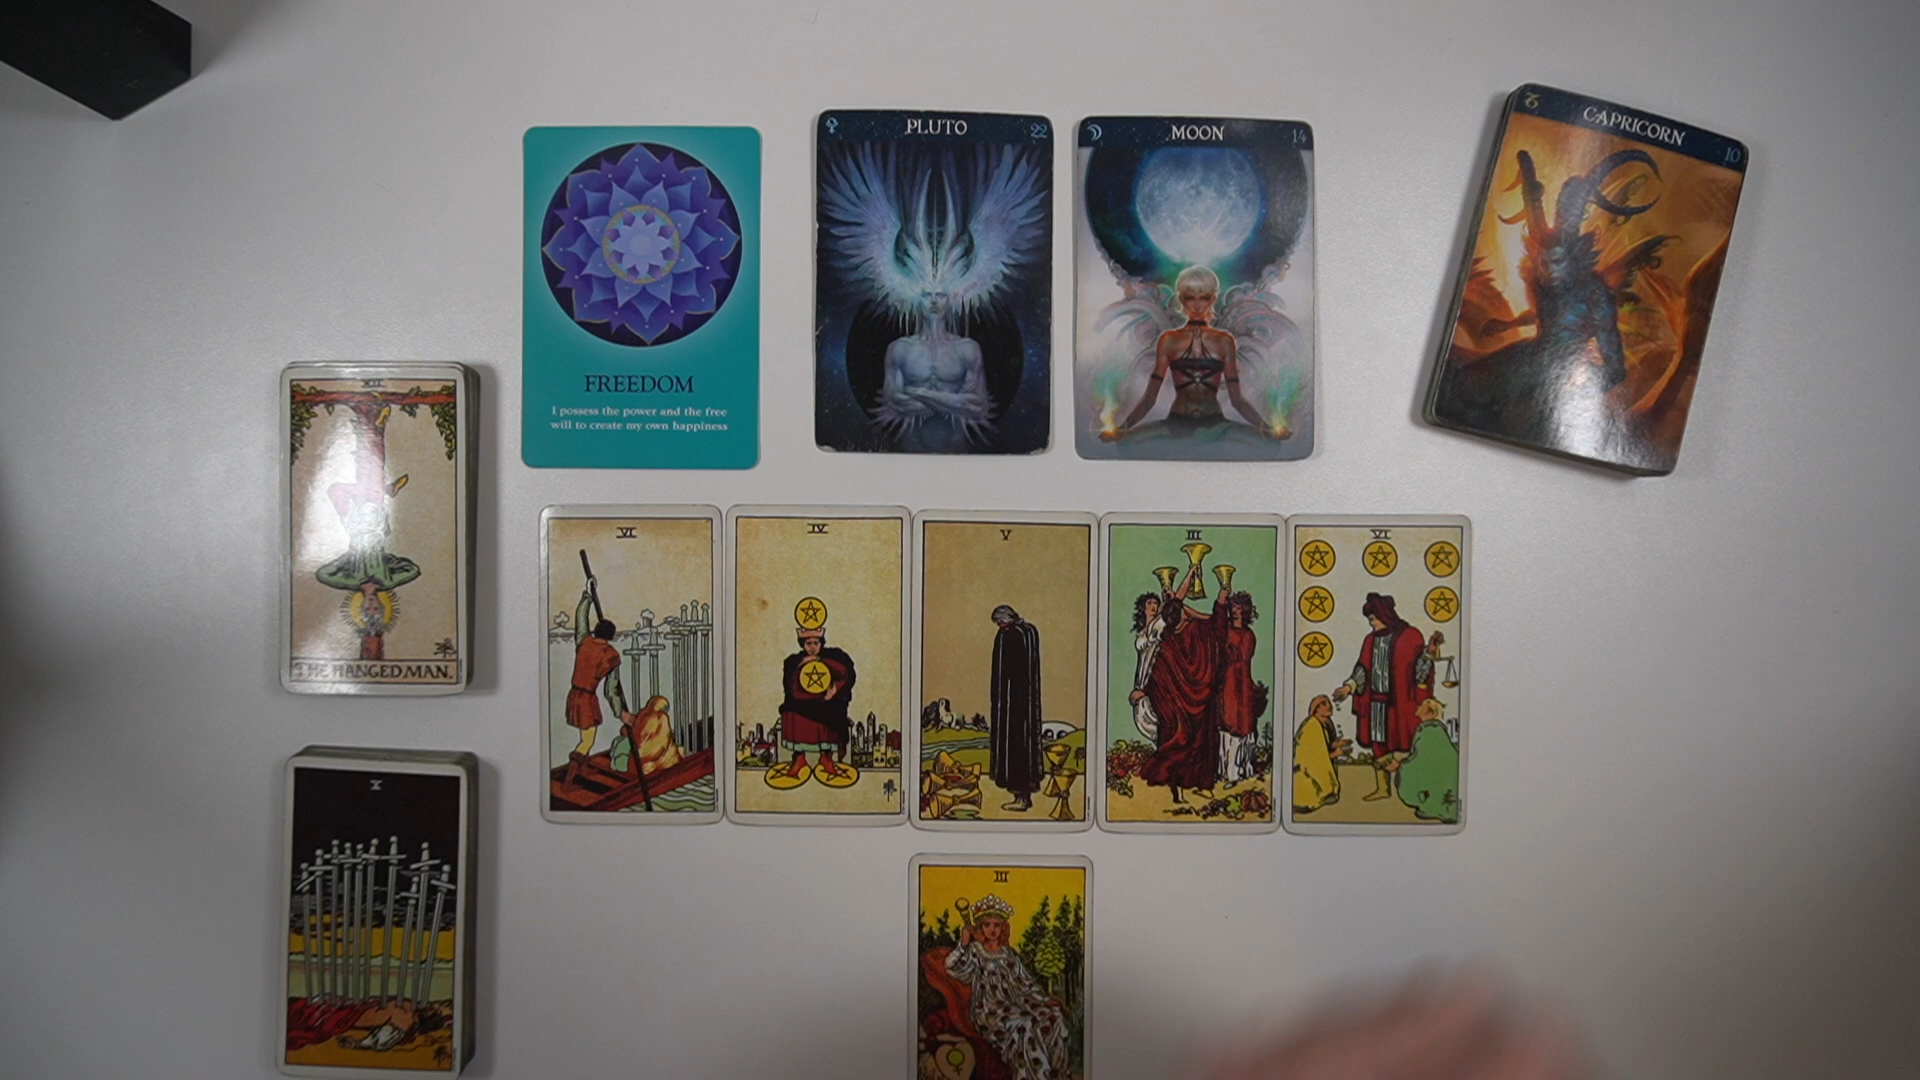 PLUTO
22
MOON
14
CAPRICORN
10
FREEDOM
I possess the power and the free
will to create my own happiness
XII
THE HANGED MAN.
VI
IV
V
III
VI
X
III